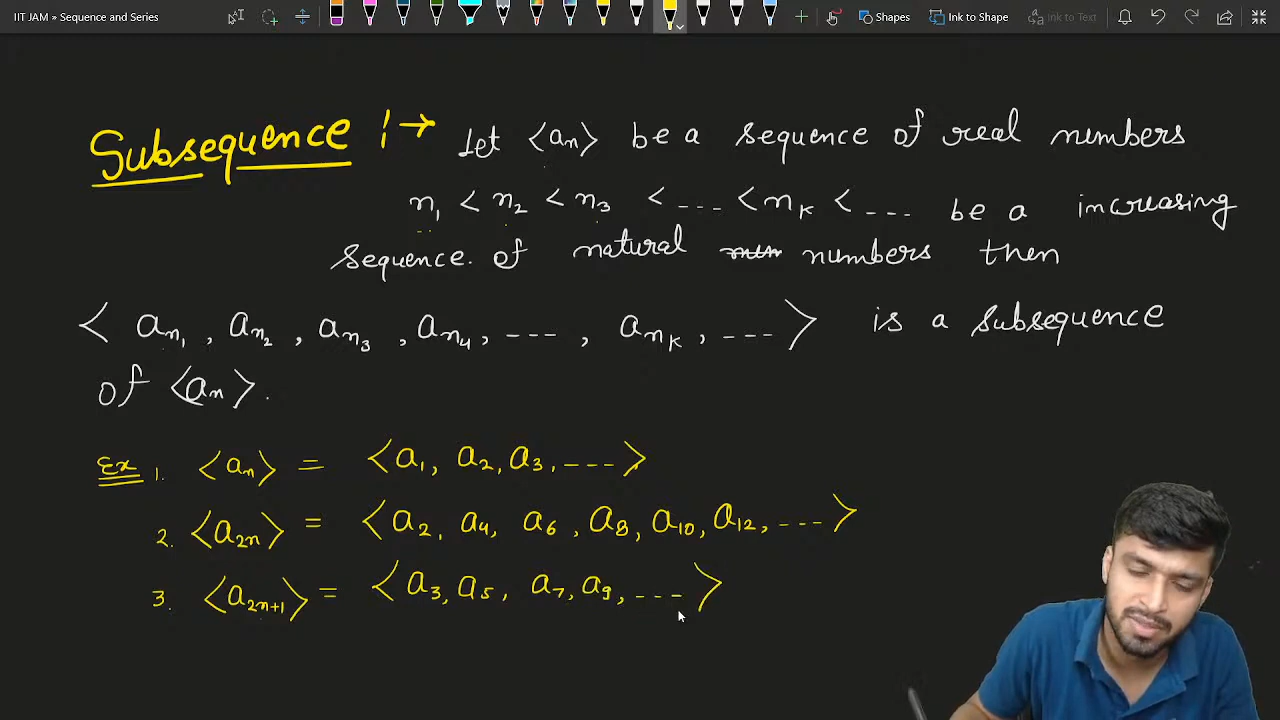 IIT JAM » Sequence and Series
Shapes
Ink to Shape
Ink to Text
Subsequence :→ Let <aₙ> be a sequence of real numbers
n₁ < n₂ < n₃ < --- < nₖ < --- be a increasing
sequence. of natural numbers then
< aₙ₁, aₙ₂, aₙ₃, aₙ₄, ---, aₙₖ, --- > is a subsequence
of <aₙ>.
Ex 1. <aₙ> = <a₁, a₂, a₃, --->
2. <a₂ₙ> = <a₂, a₄, a₆, a₈, a₁₀, a₁₂, --->
3. <a₂ₙ₊₁> = <a₃, a₅, a₇, a₉, --->